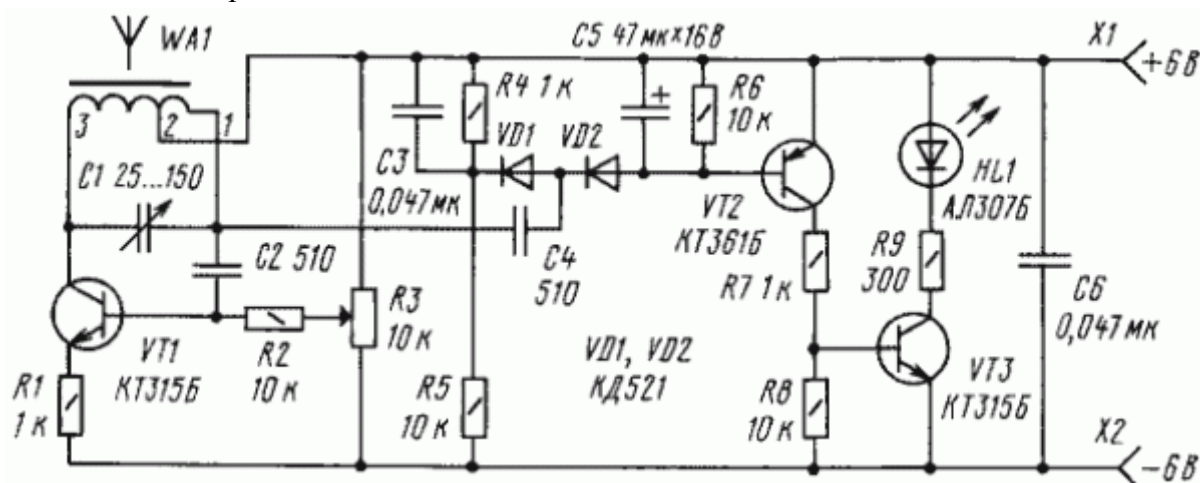 WA1
C5 47 мк×16В
X1
+6В
R4 1 к
R6
10 к
3
2
1
VD1
VD2
C1 25...150
C3
0,047 мк
HL1
АЛ307Б
VT2
КТ361Б
C2 510
C4
510
R9
300
R3
10 к
R7 1 к
C6
0,047 мк
VT1
КТ315Б
R2
10 к
VD1, VD2
КД521
R1
1 к
R5
10 к
R8
10 к
VT3
КТ315Б
X2
-6В